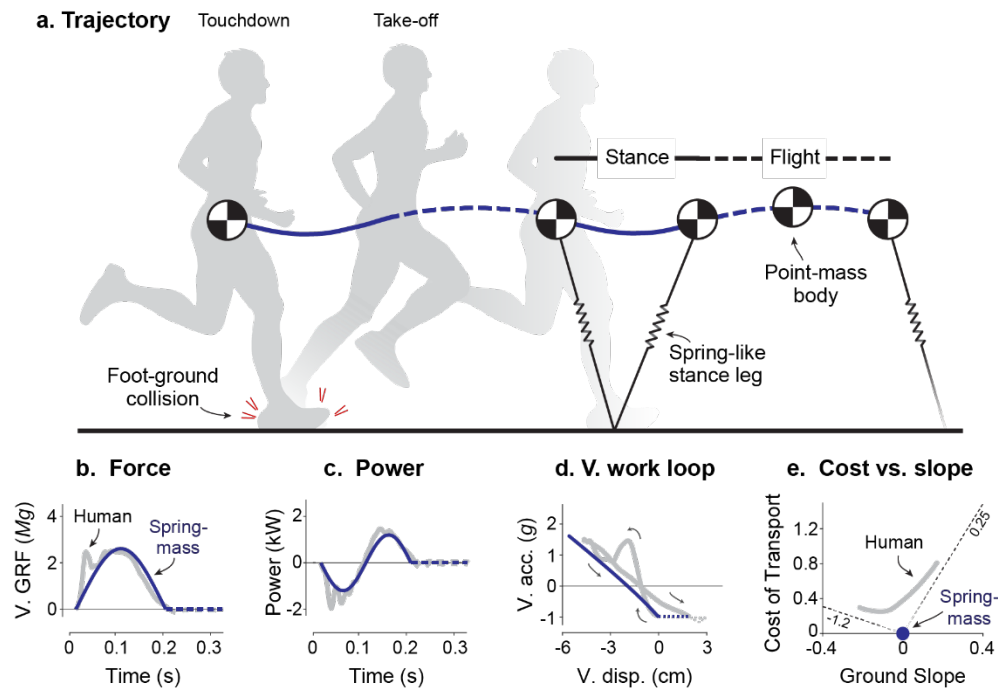 a. Trajectory
Touchdown
Take-off
Stance
Flight
Point-mass
body
Spring-like
stance leg
Foot-ground
collision
b. Force
V. GRF (Mg)
4
2
0
Human
Spring-
mass
0
0.1
0.2
0.3
Time (s)
c. Power
Power (kW)
2
0
-2
0
0.1
0.2
0.3
Time (s)
d. V. work loop
V. acc. (g)
2
1
0
-1
-6
-3
0
3
V. disp. (cm)
e. Cost vs. slope
Cost of Transport
1.2
0.8
0.4
0
Human
0.25
-1.2
Spring-
mass
-0.4
0
0.4
Ground Slope